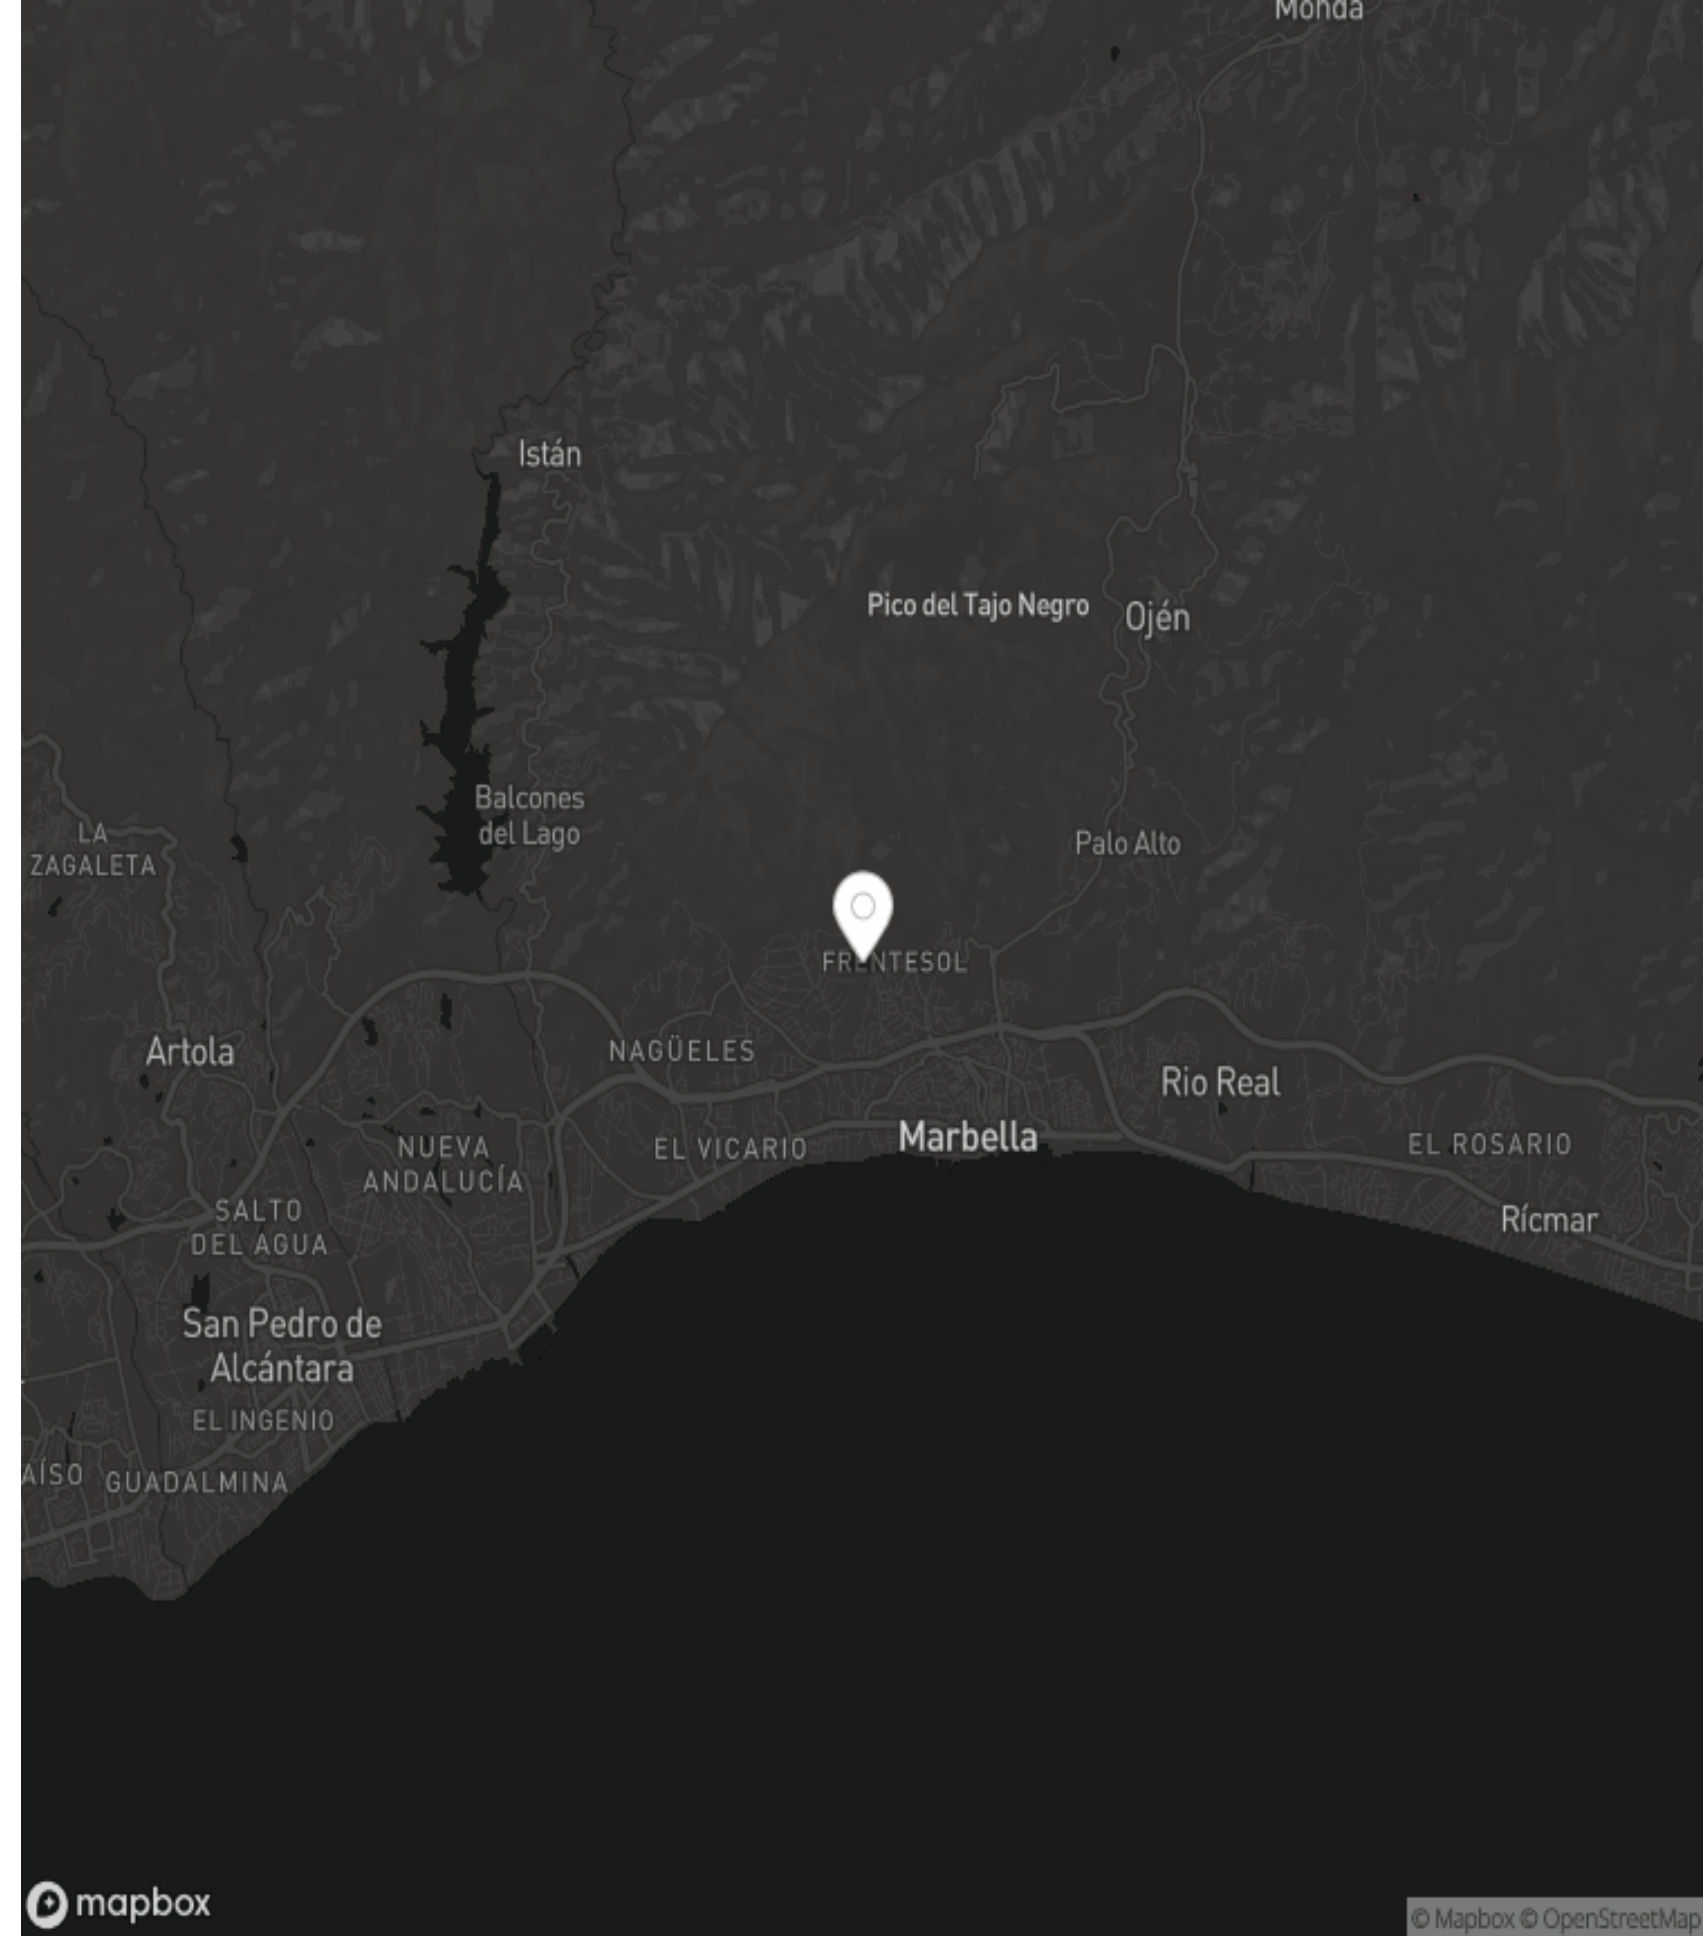 Monda
Istán
Pico del Tajo Negro
Ojén
Balcones
del Lago
LA
ZAGALETA
Palo Alto
FRENTESOL
Artola
NAGÜELES
Rio Real
Marbella
NUEVA
ANDALUCÍA
EL VICARIO
EL ROSARIO
SALTO
DEL AGUA
Rícmar
San Pedro de
Alcántara
EL INGENIO
AÍSO
GUADALMINA
mapbox
© Mapbox © OpenStreetMap